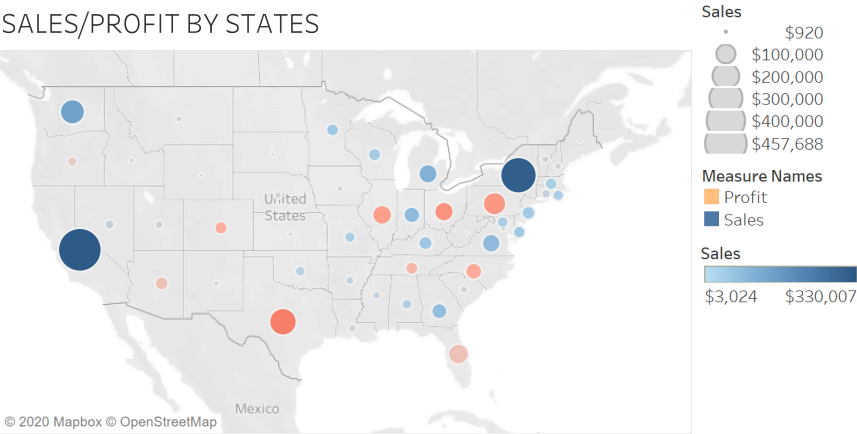 SALES/PROFIT BY STATES
United
States
Mexico
© 2020 Mapbox © OpenStreetMap
Sales
$920
$100,000
$200,000
$300,000
$400,000
$457,688
Measure Names
Profit
Sales
Sales
$3,024 $330,007